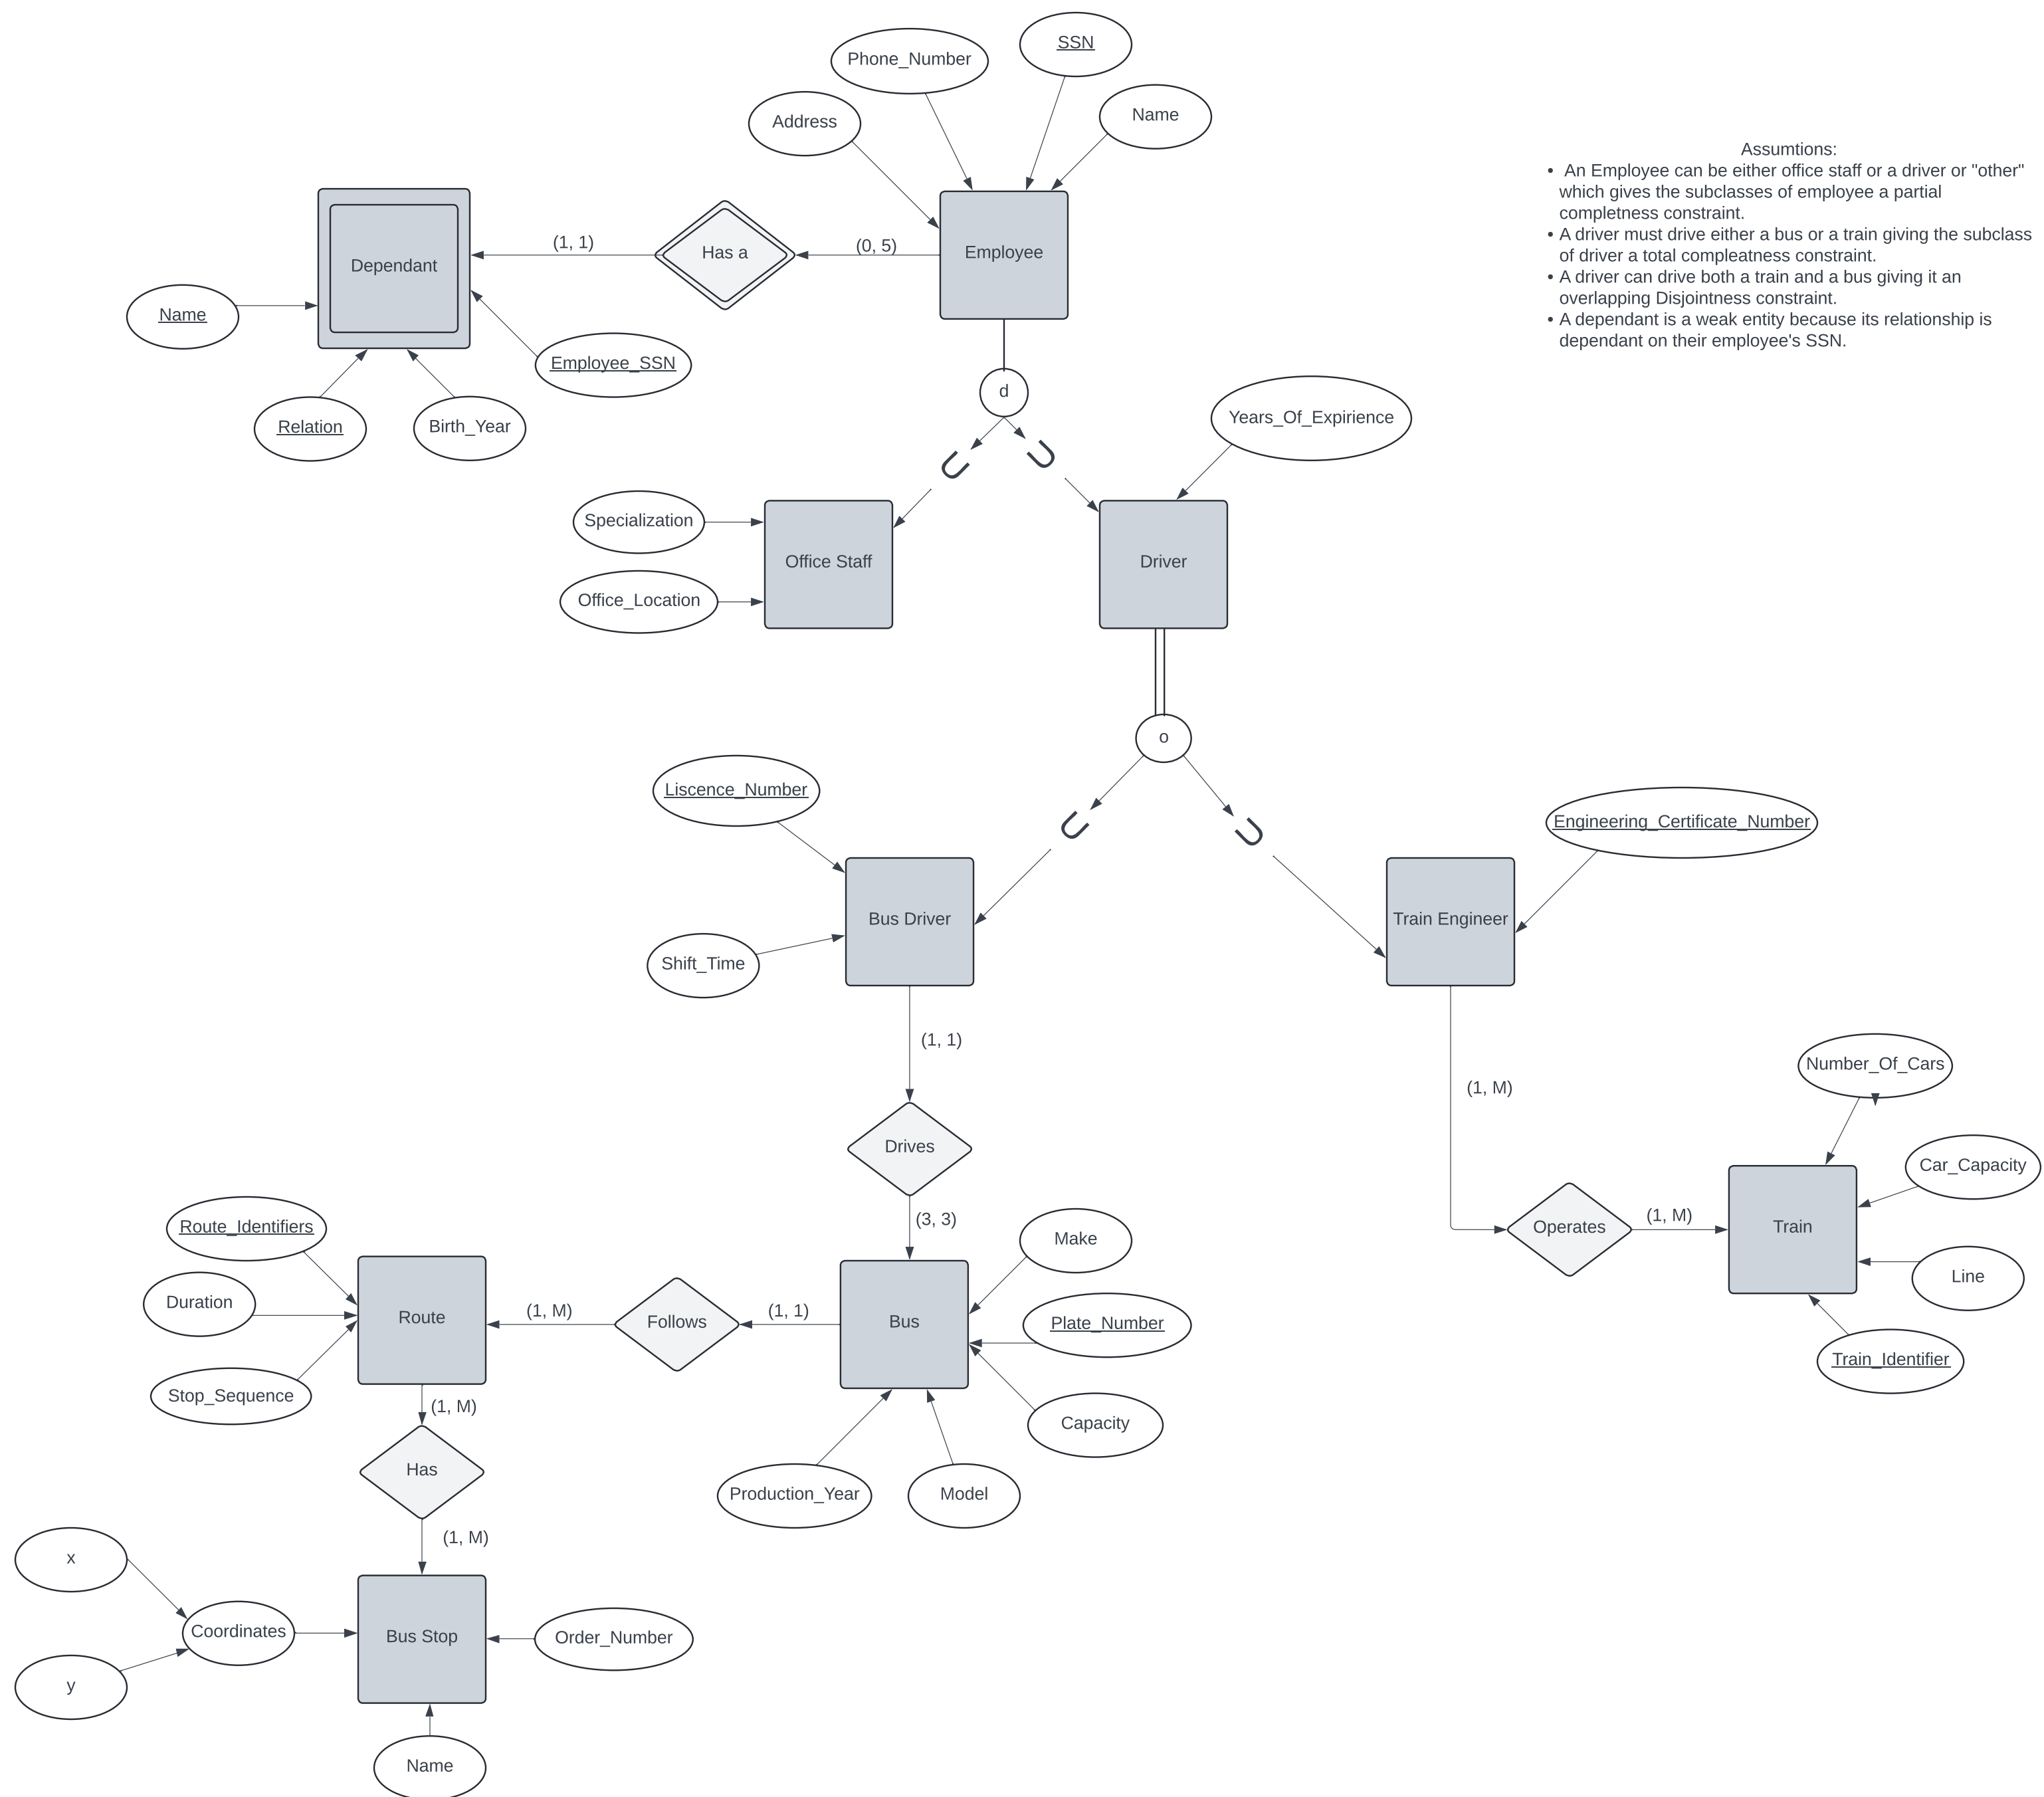 SSN
Phone_Number
Name
Address
Assumtions:
• An Employee can be either office staff or a driver or "other"
which gives the subclasses of employee a partial
completness constraint.
• A driver must drive either a bus or a train giving the subclass
of driver a total compleatness constraint.
• A driver can drive both a train and a bus giving it an
overlapping Disjointness constraint.
• A dependant is a weak entity because its relationship is
dependant on their employee's SSN.
Dependant
(1, 1)
Has a
(0, 5)
Employee
Name
Employee_SSN
Relation
Birth_Year
d
Years_Of_Expirience
Specialization
Office Staff
Driver
Office_Location
o
Liscence_Number
Engineering_Certificate_Number
Bus Driver
Train Engineer
Shift_Time
(1, 1)
(1, M)
Number_Of_Cars
Drives
Car_Capacity
Route_Identifiers
(3, 3)
Make
Operates
(1, M)
Train
Duration
Route
(1, M)
Follows
(1, 1)
Bus
Plate_Number
Line
Train_Identifier
Stop_Sequence
(1, M)
Capacity
Has
Production_Year
Model
(1, M)
x
Coordinates
Bus Stop
Order_Number
y
Name